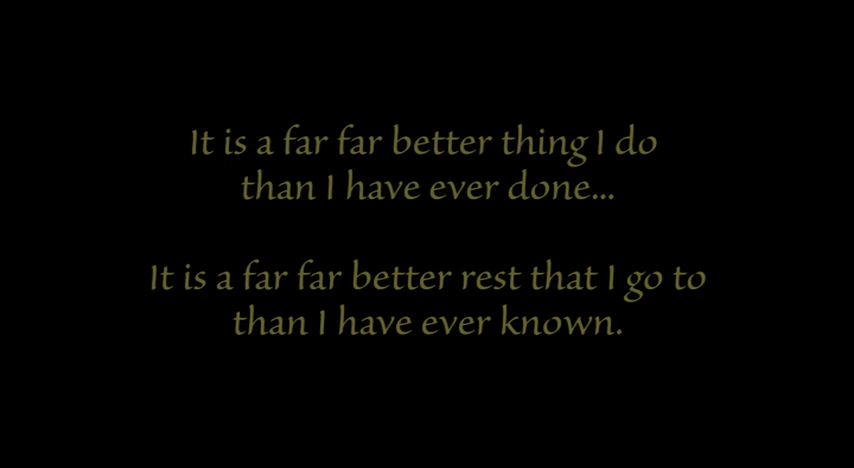 It is a far far better thing I do
than I have ever done...
It is a far far better rest that I go to
than I have ever known.